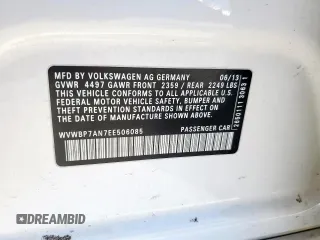 MFD BY VOLKSWAGEN AG GERMANY 06/13
GVWR 4497 GAWR FRONT 2359 / REAR 2249 LBS
THIS VEHICLE CONFORMS TO ALL APPLICABLE U.S.
FEDERAL MOTOR VEHICLE SAFETY, BUMPER AND
THEFT PREVENTION STANDARDS IN EFFECT ON THE
DATE OF MANUFACTURE SHOWN ABOVE
WVWBP7AN7EE506085 PASSENGER CAR
DREAMBID